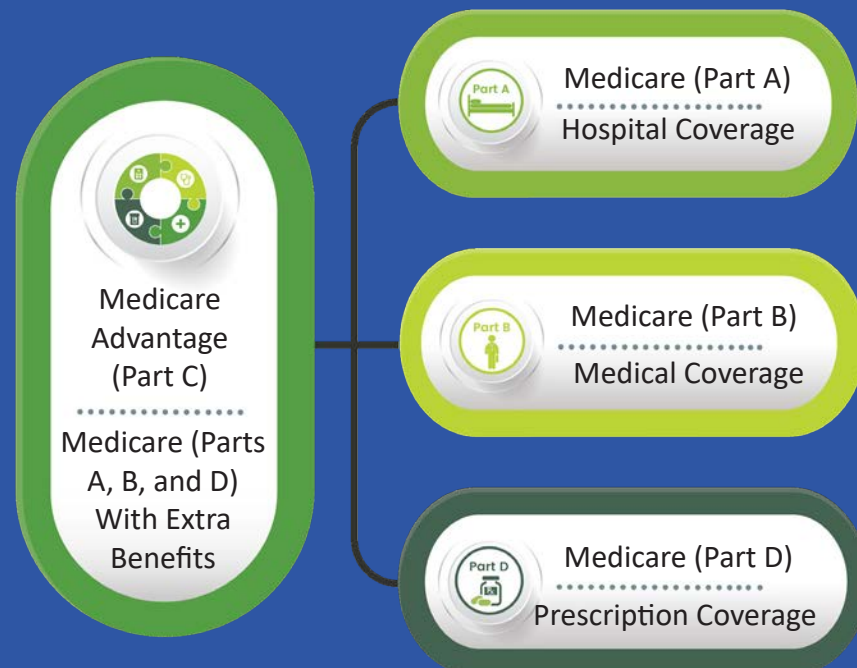 Medicare
Advantage
(Part C)
Medicare (Parts
A, B, and D)
With Extra
Benefits
Part A
Medicare (Part A)
Hospital Coverage
Part B
Medicare (Part B)
Medical Coverage
Part D
Medicare (Part D)
Prescription Coverage